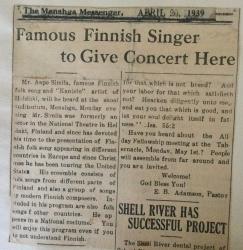 The Menahga Messenger, APRIL 20, 1939
Famous Finnish Singer
to Give Concert Here
Mr. Aapo Similä, famous Finnish
folk song and "Kantele" artist of
Helsinki, will be heard at the
Auditorium, Menahga, Monday eve
ning. Mr. Similä was formerly an
in the National Theatre in Hel
sinki, Finland and since has devoted
his time to the presentation of Fin-
nish folk song appearing in different
countries in Europe and since Christ
mas he has been touring the United
States. His ensemble consists of
folk songs from different parts of
Finland and also a group of songs
by modern Finnish composers. In-
cluded in his program are also folk
songs of other countries. He ap
pears in a National costume. You
will enjoy this program even if you
do not understand Finnish.
for that which is not bread? And
your labor for that which satisfieth
not? Hearken diligently unto me,
and eat you that which is good, and
let your soul delight itself in fat
ness." Isa. 55:2
Have you heard about the All
day Fellowship meeting at the Tab
ernacle, Monday, May 1st.? People
will assemble from far around and
you are invited.
Welcome!
God Bless You!
E. B. Adamson, Pastor
SHELL RIVER HAS
SUCCESSFUL PROJECT
The Shell River dental project of